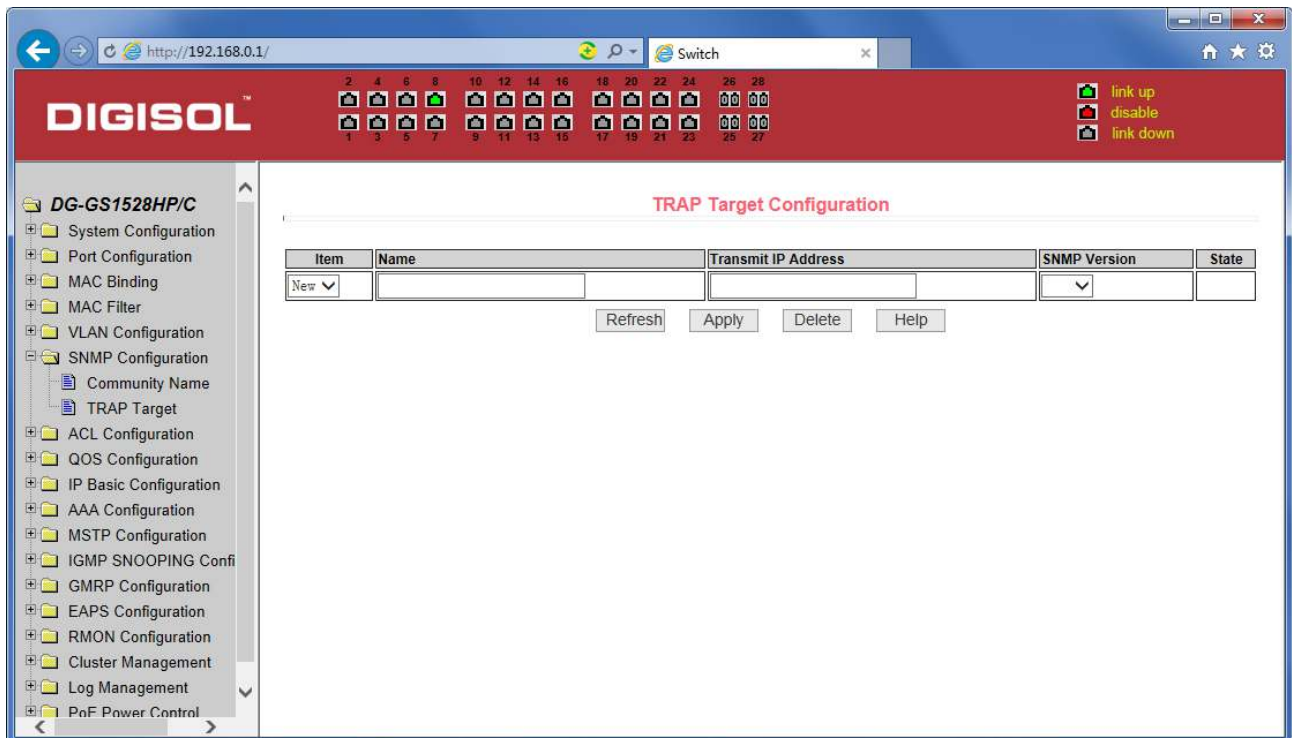 http://192.168.0.1/
Switch
DIGISOL™
2 4 6 8 10 12 14 16 18 20 22 24 26 28
1 3 5 7 9 11 13 15 17 19 21 23 25 27
link up
disable
link down
DG-GS1528HP/C
System Configuration
Port Configuration
MAC Binding
MAC Filter
VLAN Configuration
SNMP Configuration
Community Name
TRAP Target
ACL Configuration
QOS Configuration
IP Basic Configuration
AAA Configuration
MSTP Configuration
IGMP SNOOPING Confi
GMRP Configuration
EAPS Configuration
RMON Configuration
Cluster Management
Log Management
PoE Power Control
TRAP Target Configuration
Item Name Transmit IP Address SNMP Version State
New
Refresh Apply Delete Help